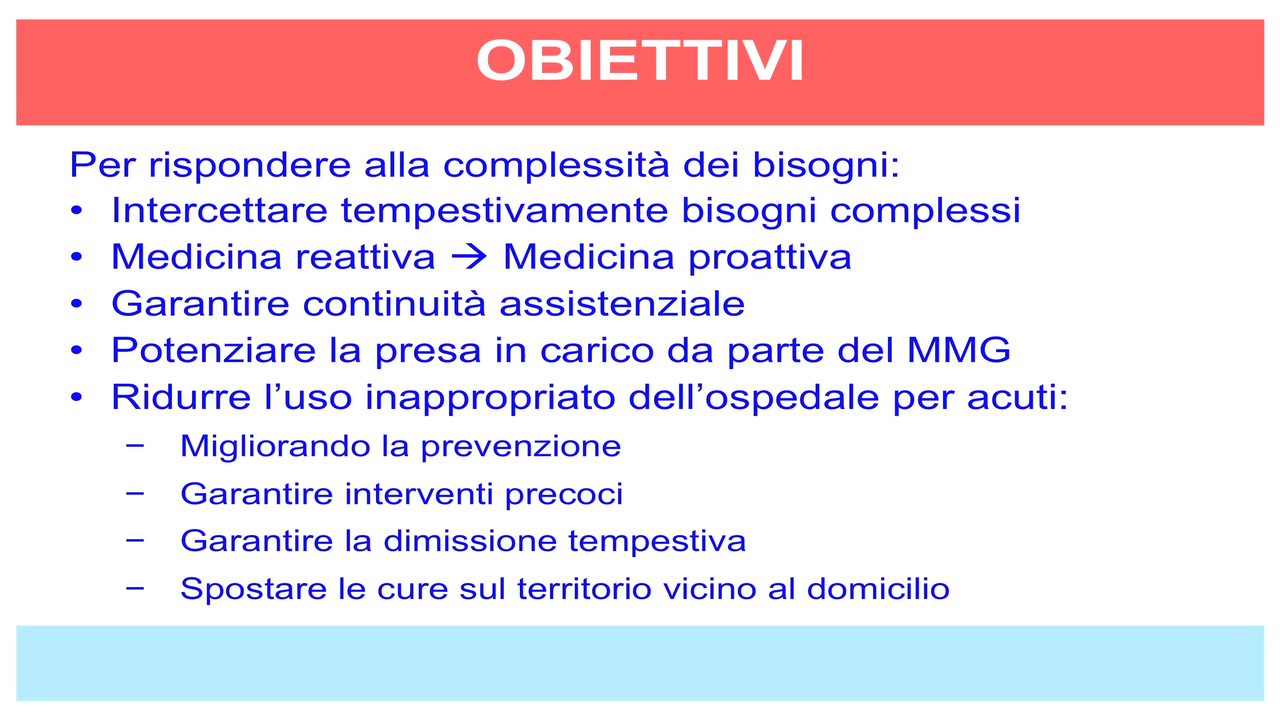 OBIETTIVI
Per rispondere alla complessità dei bisogni:
• Intercettare tempestivamente bisogni complessi
• Medicina reattiva → Medicina proattiva
• Garantire continuità assistenziale
• Potenziare la presa in carico da parte del MMG
• Ridurre l’uso inappropriato dell’ospedale per acuti:
– Migliorando la prevenzione
– Garantire interventi precoci
– Garantire la dimissione tempestiva
– Spostare le cure sul territorio vicino al domicilio